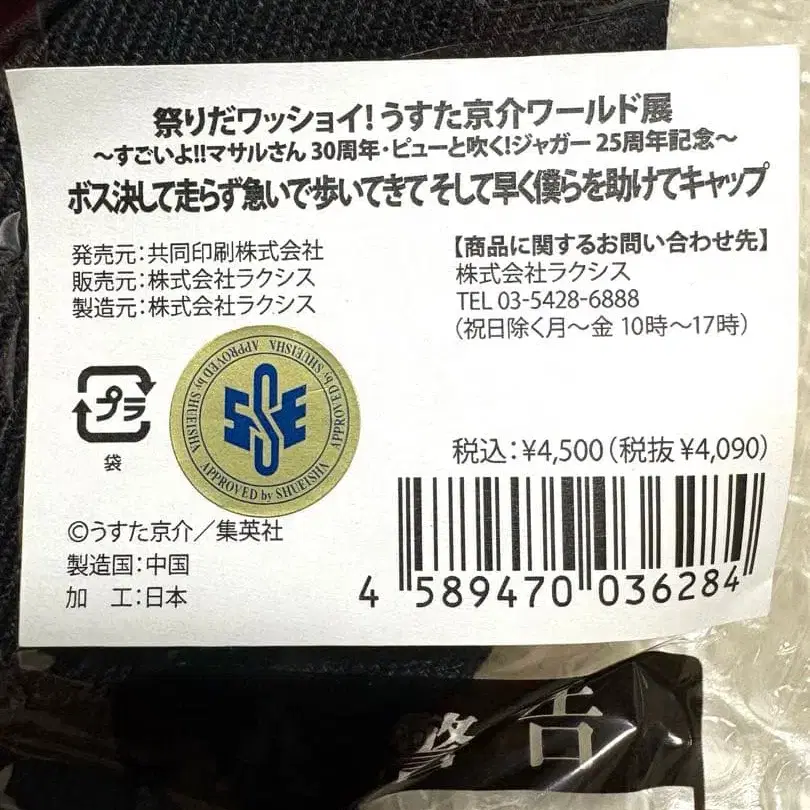 祭りだワッショイ!うすた京介ワールド展
～すごいよ!!マサルさん 30周年・ピューと吹く!ジャガー 25周年記念～
ボス決して走らず急いで歩いてきてそして早く僕らを助けてキャップ
発売元：共同印刷株式会社
販売元：株式会社ラクシス
製造元：株式会社ラクシス
【商品に関するお問い合わせ先】
株式会社ラクシス
TEL 03-5428-6888
（祝日除く月～金 10時～17時）
プラ
袋
APPROVED by SHUEISHA APPROVED by SHUEISHA APPROVED by SHUEISHA
SSE
税込：¥4,500（税抜 ¥4,090）
©うすた京介／集英社
製造国：中国
加　工：日本
4 589470 036284
吉